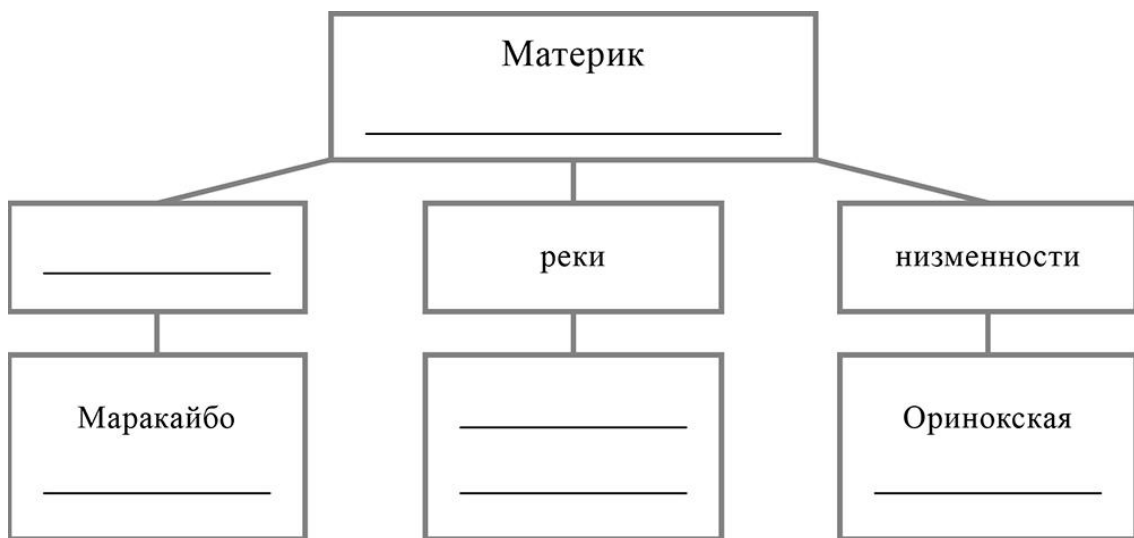 Материк
реки
низменности
Маракайбо
Оринокская